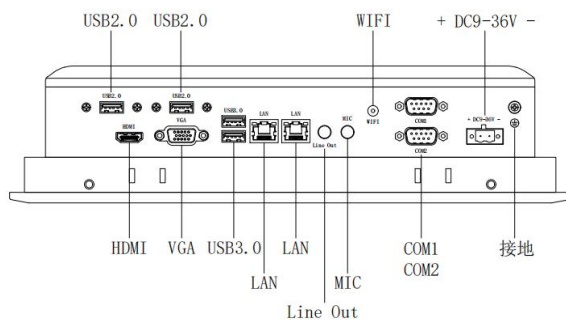 USB2.0 USB2.0 WIFI + DC9-36V -
USB2.0 USB2.0
USB3.0 LAN LAN MIC
HDMI VGA
WIFI
COM1
+ DC9-36V -
Line Out
COM2
HDMI VGA USB3.0 LAN COM1 接地
LAN MIC COM2
Line Out